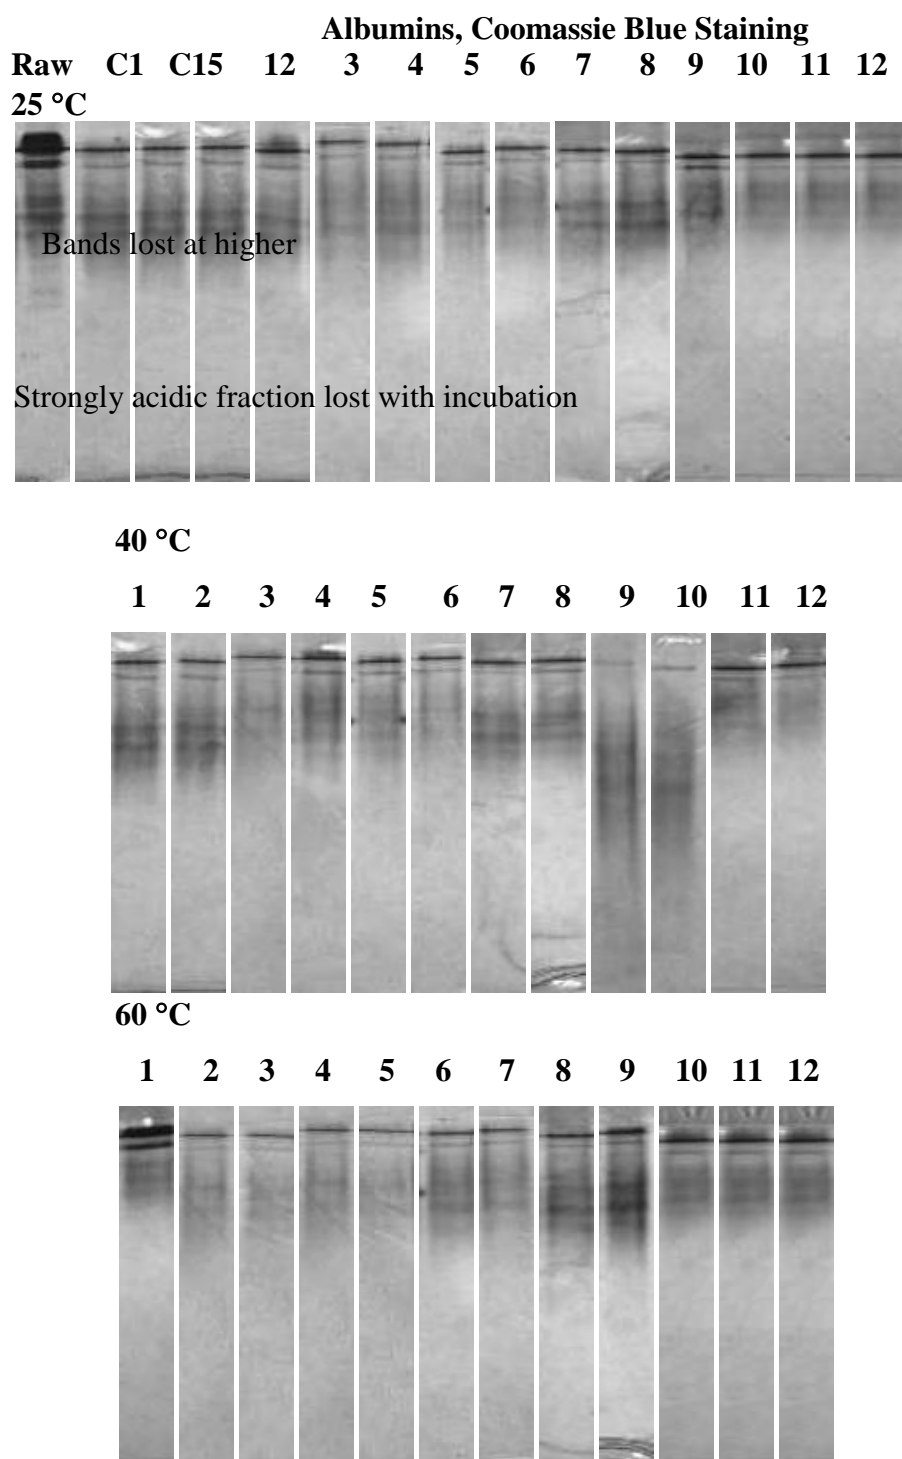 Albumins, Coomassie Blue Staining
Raw C1 C15 12 3 4 5 6 7 8 9 10 11 12
25 °C
Bands lost at higher
Strongly acidic fraction lost with incubation
40 °C
1 2 3 4 5 6 7 8 9 10 11 12
60 °C
1 2 3 4 5 6 7 8 9 10 11 12